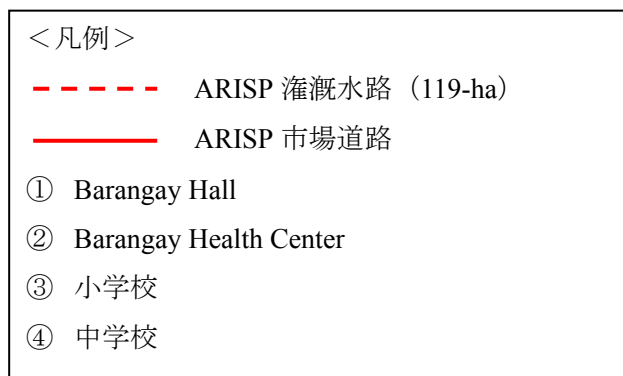 ＜凡例＞
ARISP 灌漑水路（119-ha）
ARISP 市場道路
① Barangay Hall
② Barangay Health Center
③ 小学校
④ 中学校